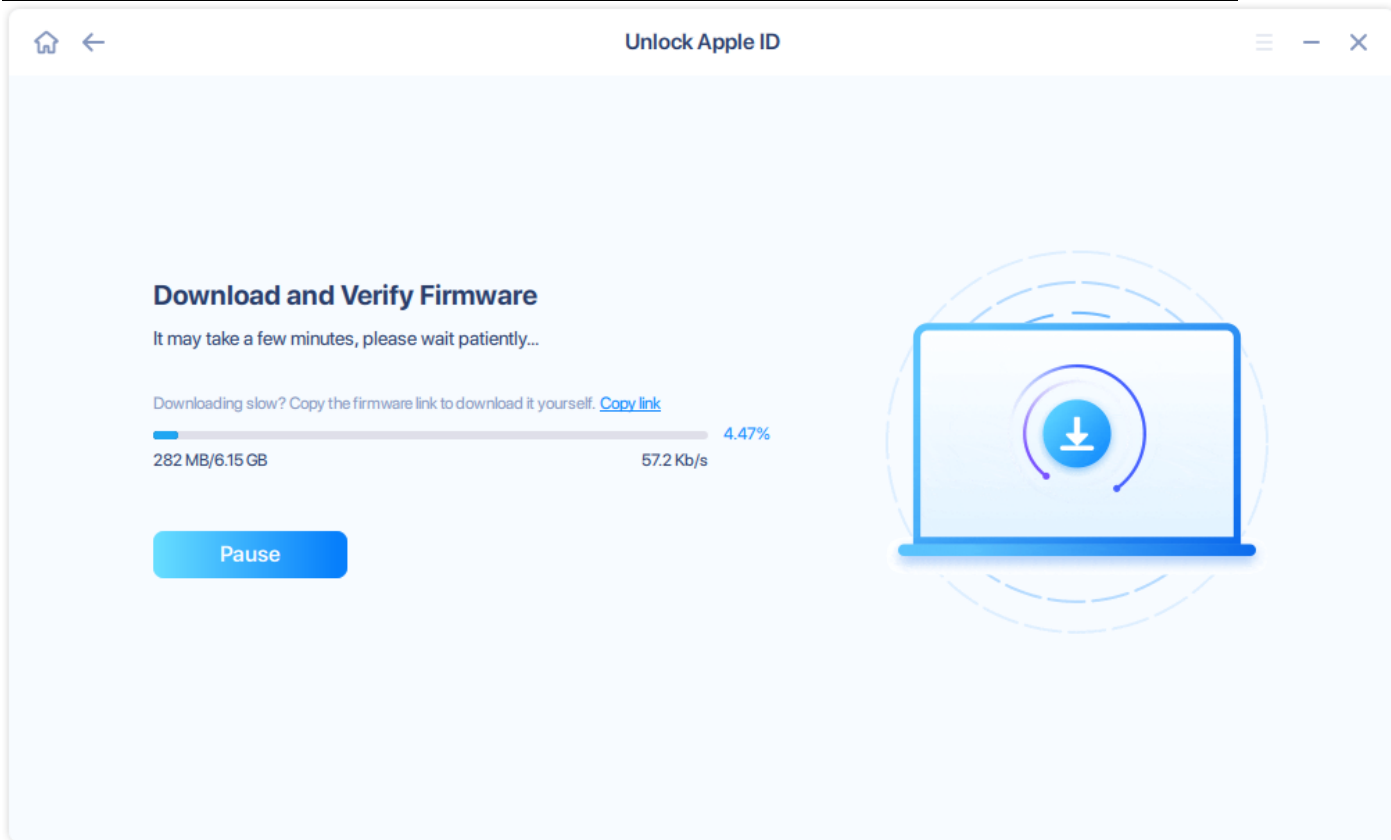 Unlock Apple ID
Download and Verify Firmware
It may take a few minutes, please wait patiently...
Downloading slow? Copy the firmware link to download it yourself. Copy link
4.47%
282 MB/6.15 GB 57.2 Kb/s
Pause